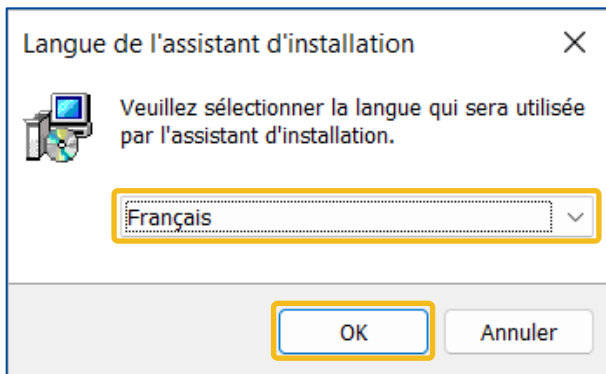 Langue de l'assistant d'installation
Veuillez sélectionner la langue qui sera utilisée
par l'assistant d'installation.
Français
OK
Annuler